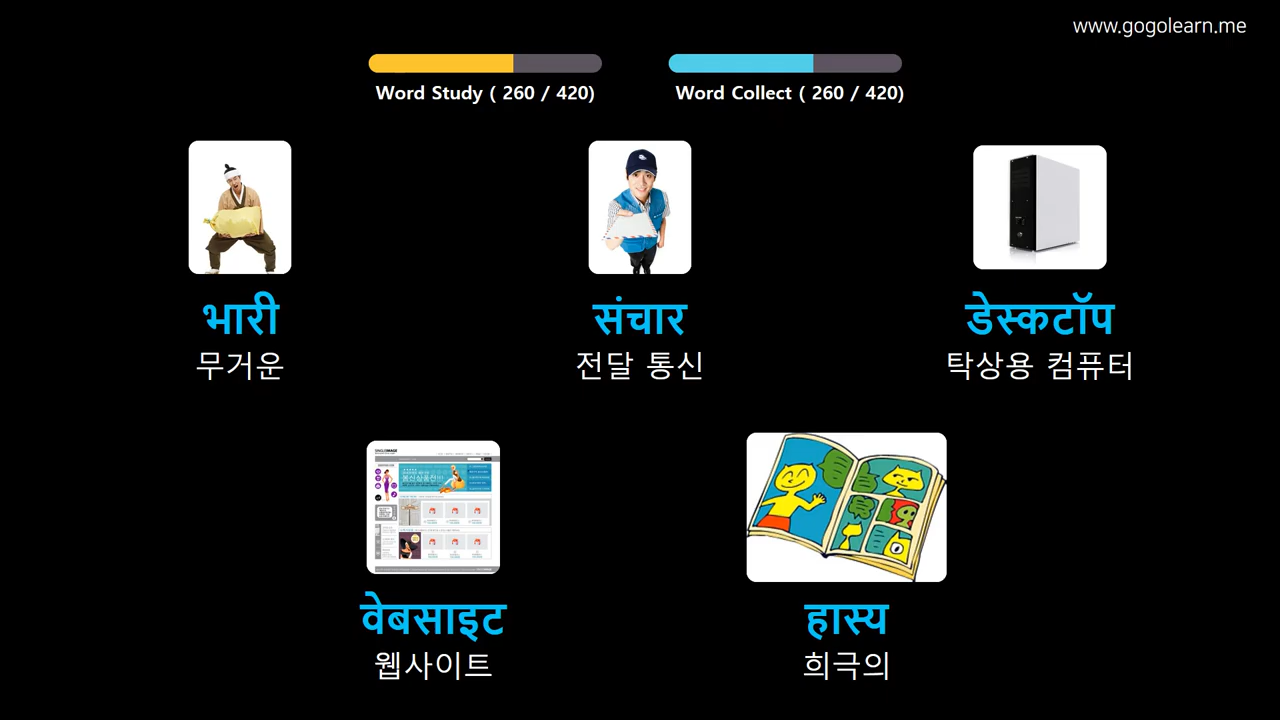 www.gogolearn.me
Word Study ( 260 / 420)
Word Collect ( 260 / 420)
भारी
무거운
संचार
전달 통신
डेस्कटॉप
탁상용 컴퓨터
वेबसाइट
웹사이트
हास्य
희극의